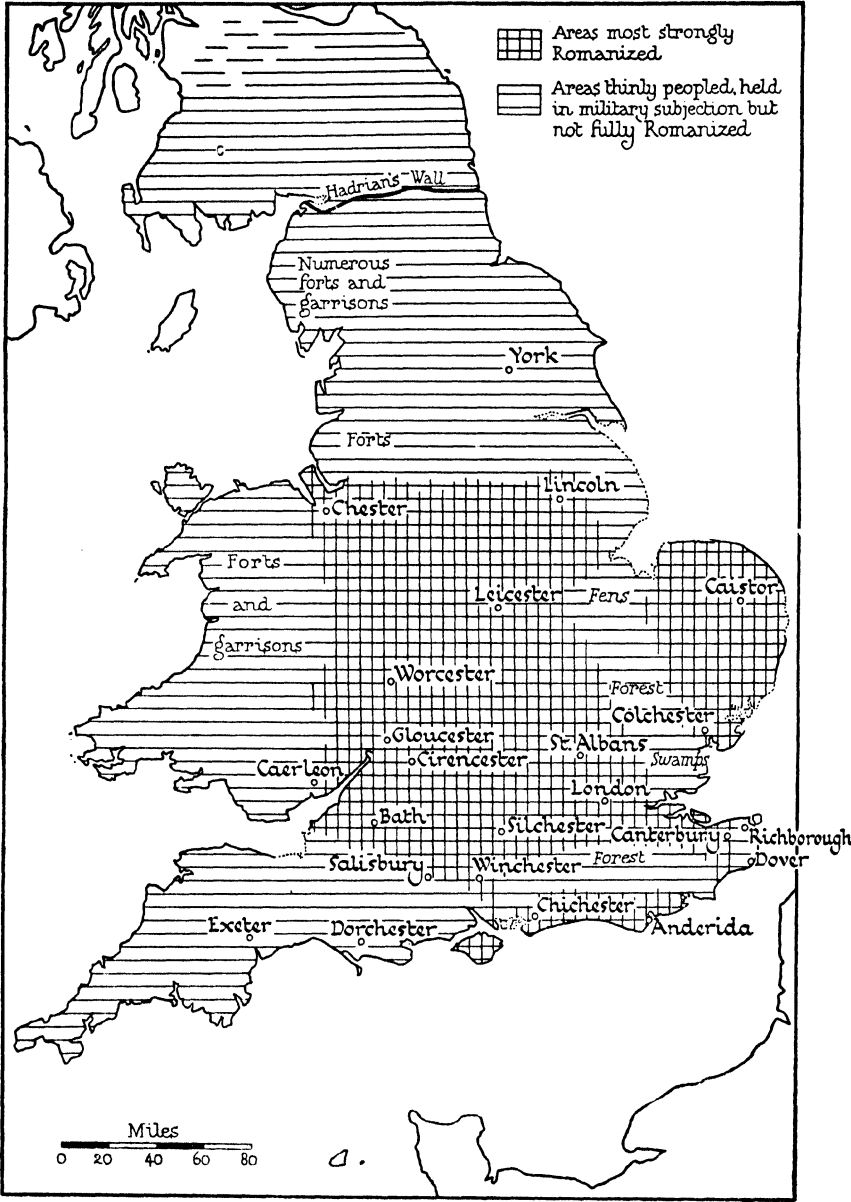 Areas most strongly
Romanized
Areas thinly peopled, held
in military subjection but
not fully Romanized
Hadrian's Wall
Numerous
forts and
garrisons
York
Forts
Lincoln
Chester
Forts
and
garrisons
Leicester
Fens
Caistor
Worcester
Forest
Colchester
Gloucester
St. Albans
Cirencester
Swamps
Caerleon
London
Bath
Silchester
Canterbury
Richborough
Dover
Salisbury
Winchester
Forest
Chichester
Anderida
Exeter
Dorchester
Miles
0 20 40 60 80